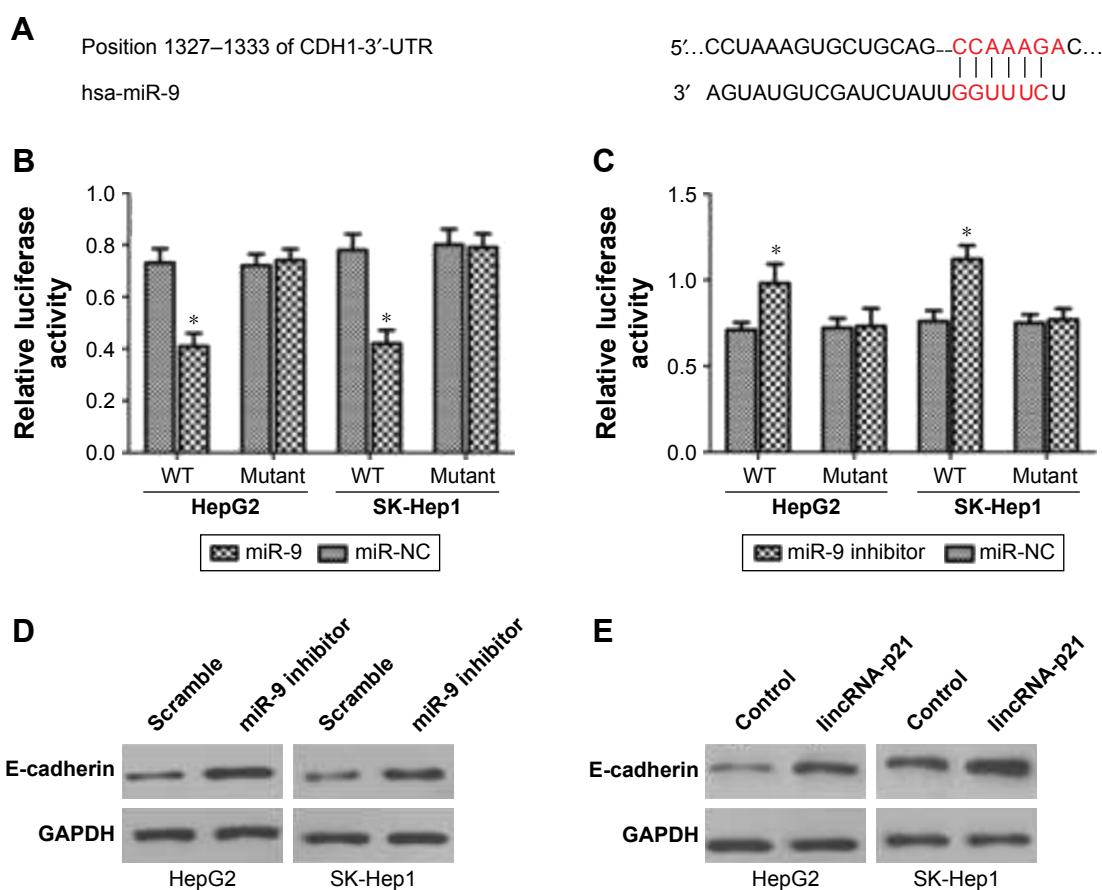 A
Position 1327–1333 of CDH1-3′-UTR
5′...CCUAAAGUGCUGCAG--CCAAAGAC...
hsa-miR-9
3′ AGUAUGUCGAUCUAUUGGUUUCU
B
Relative luciferase
activity
1.0
0.8
0.6
0.4
0.2
0.0
*
*
WT Mutant WT Mutant
HepG2 SK-Hep1
miR-9 miR-NC
C
Relative luciferase
activity
1.5
1.0
0.5
0.0
*
*
WT Mutant WT Mutant
HepG2 SK-Hep1
miR-9 inhibitor miR-NC
D
Scramble miR-9 inhibitor Scramble miR-9 inhibitor
E-cadherin
GAPDH
HepG2 SK-Hep1
E
Control lincRNA-p21 Control lincRNA-p21
E-cadherin
GAPDH
HepG2 SK-Hep1